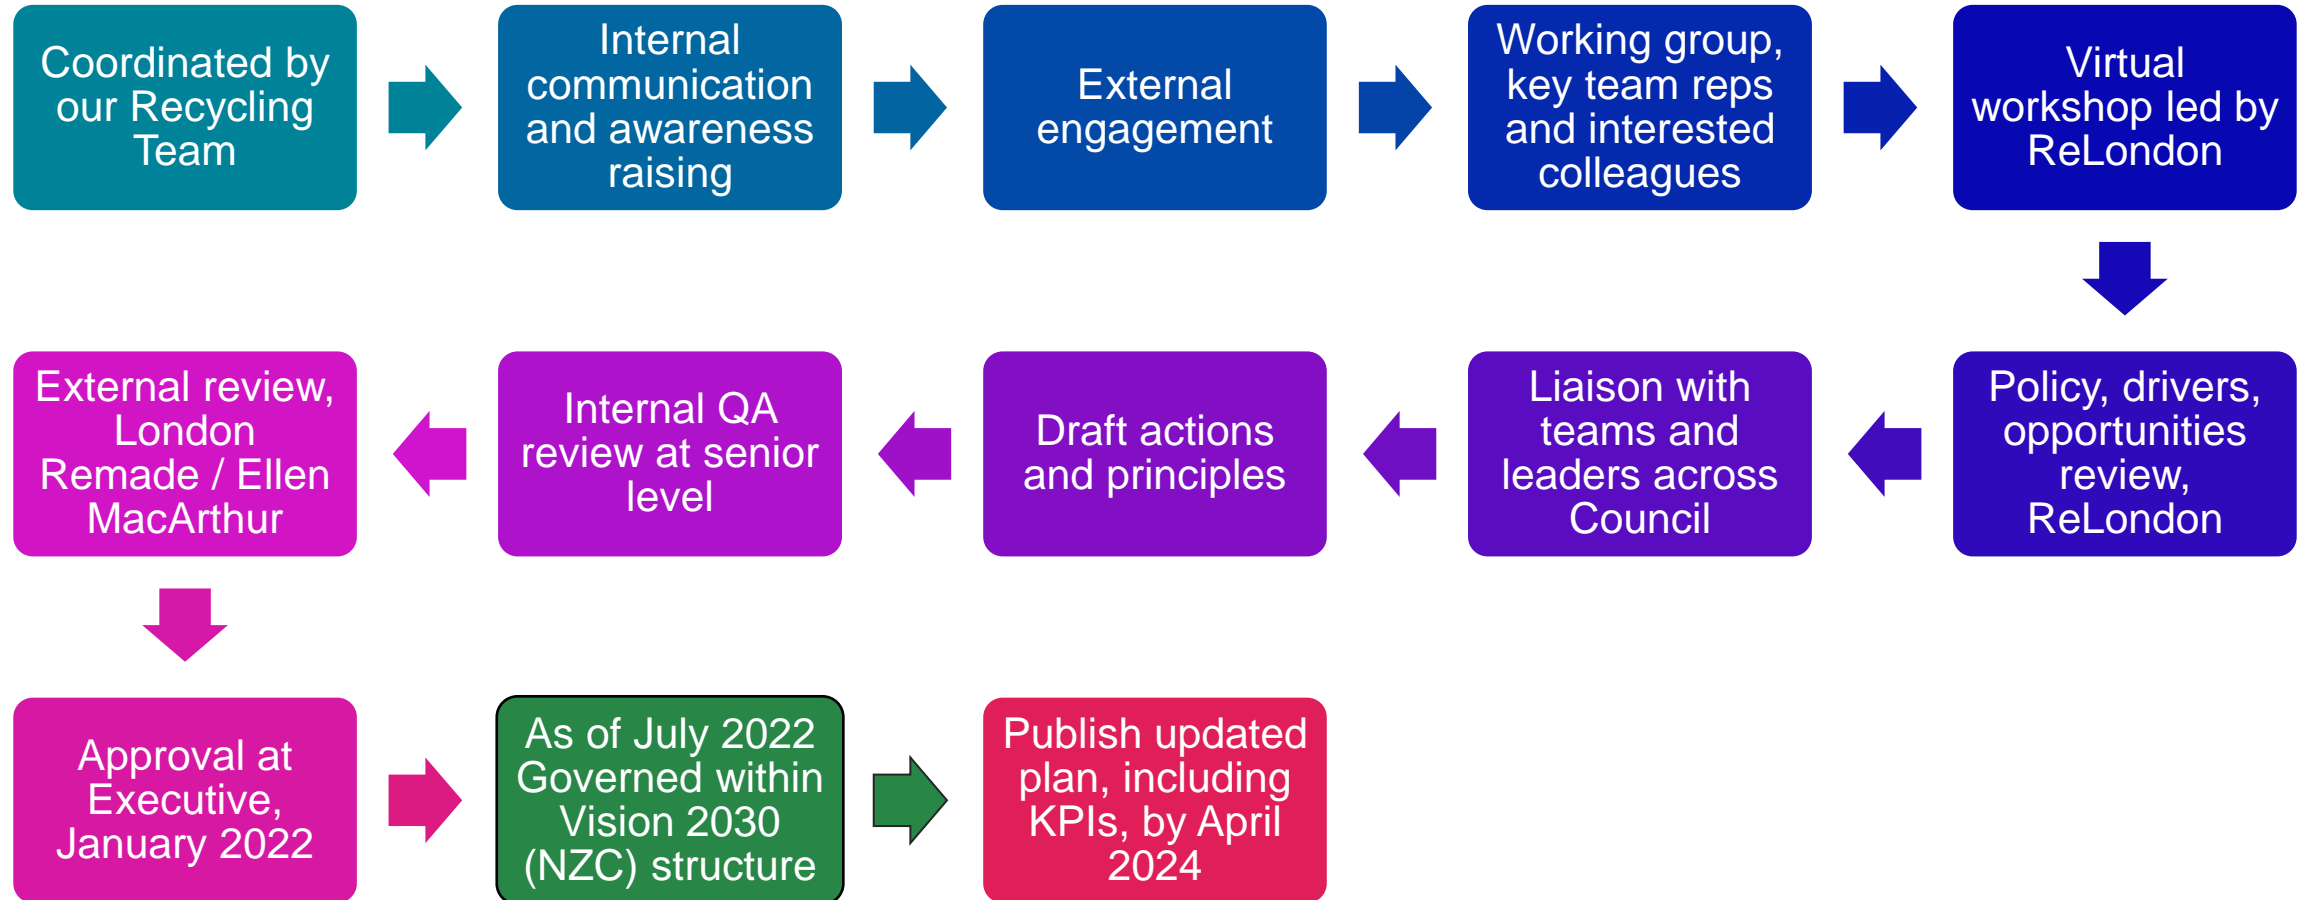 Coordinated by
our Recycling
Team
Internal
communication
and awareness
raising
External
engagement
Working group,
key team reps
and interested
colleagues
Virtual
workshop led by
ReLondon
Policy, drivers,
opportunities
review,
ReLondon
Liaison with
teams and
leaders across
Council
Draft actions
and principles
Internal QA
review at senior
level
External review,
London
Remade / Ellen
MacArthur
Approval at
Executive,
January 2022
As of July 2022
Governed within
Vision 2030
(NZC) structure
Publish updated
plan, including
KPIs, by April
2024